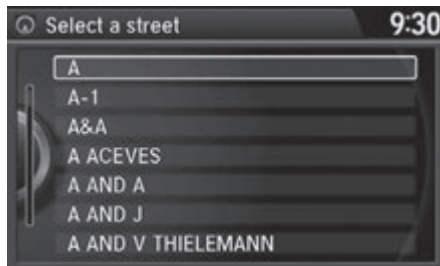 Select a street
9:30
A
A-1
A&A
A ACEVES
A AND A
A AND J
A AND V THIELEMANN